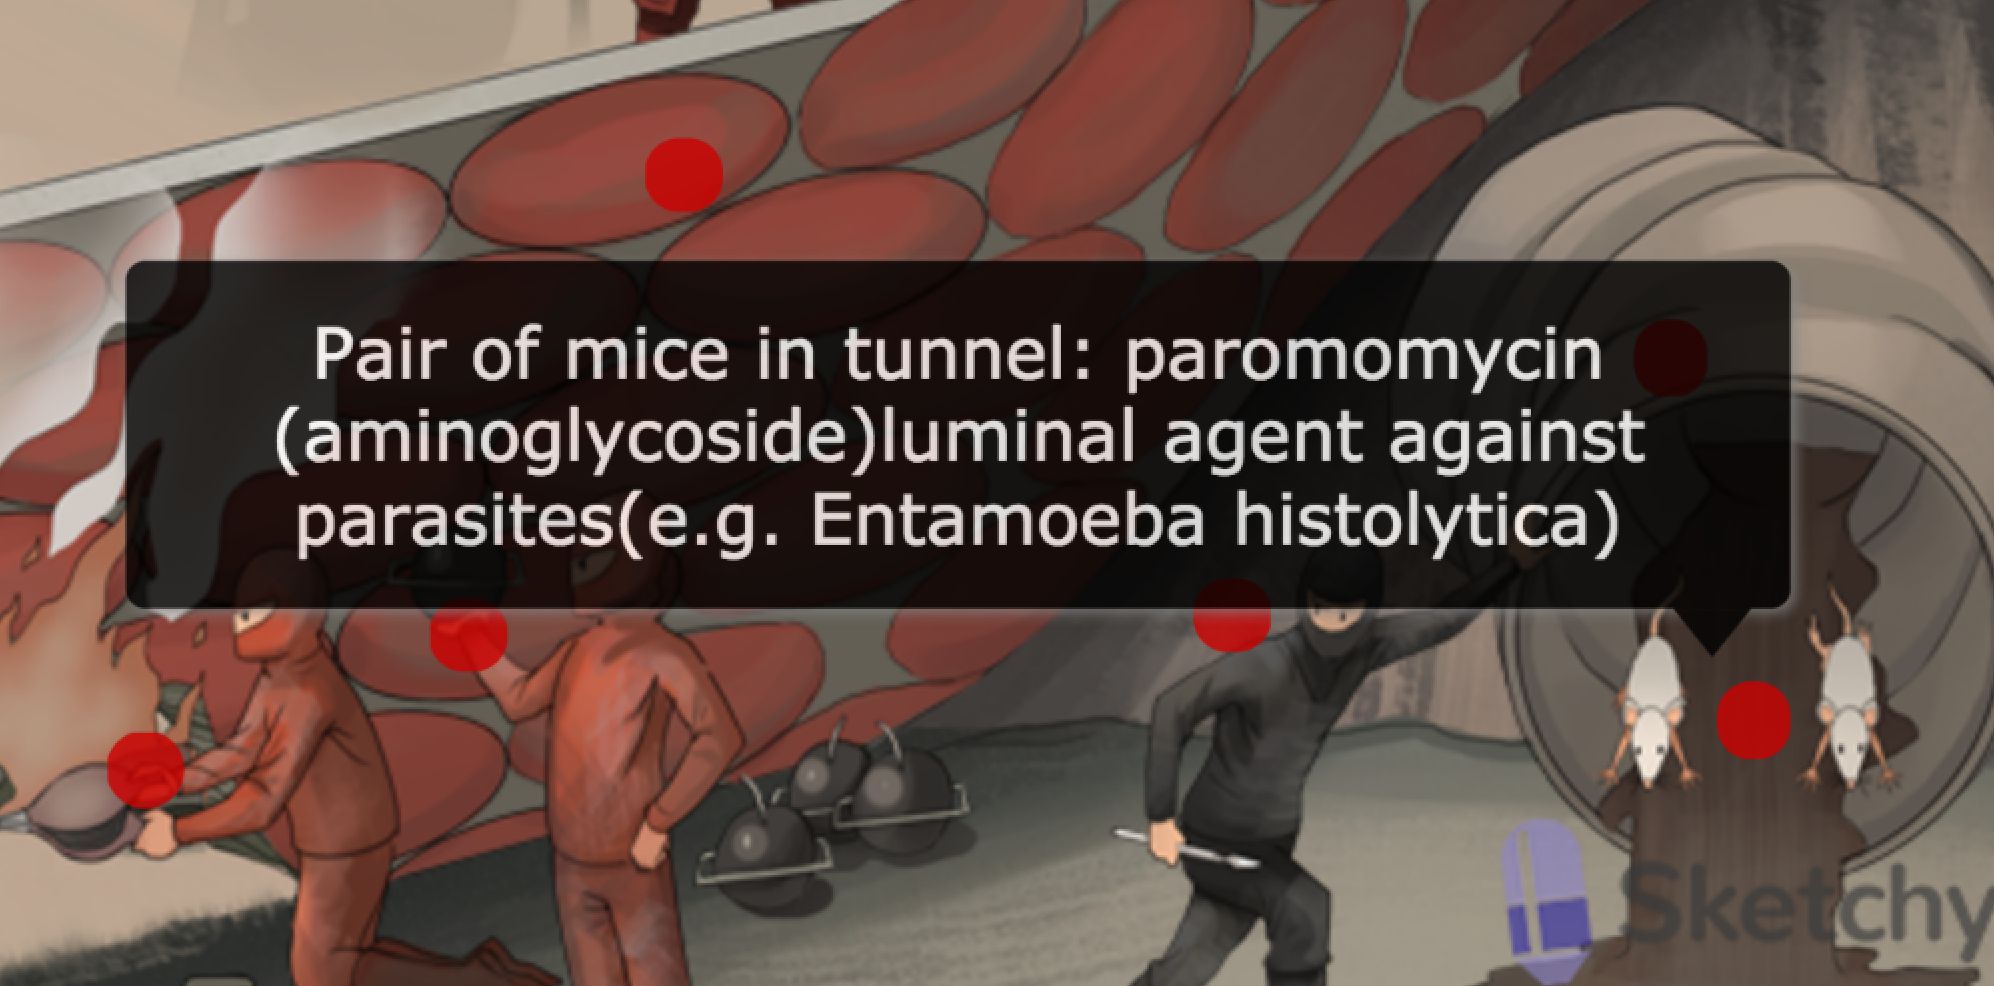 Pair of mice in tunnel: paromomycin
(aminoglycoside)luminal agent against
parasites(e.g. Entamoeba histolytica)
Sketchy